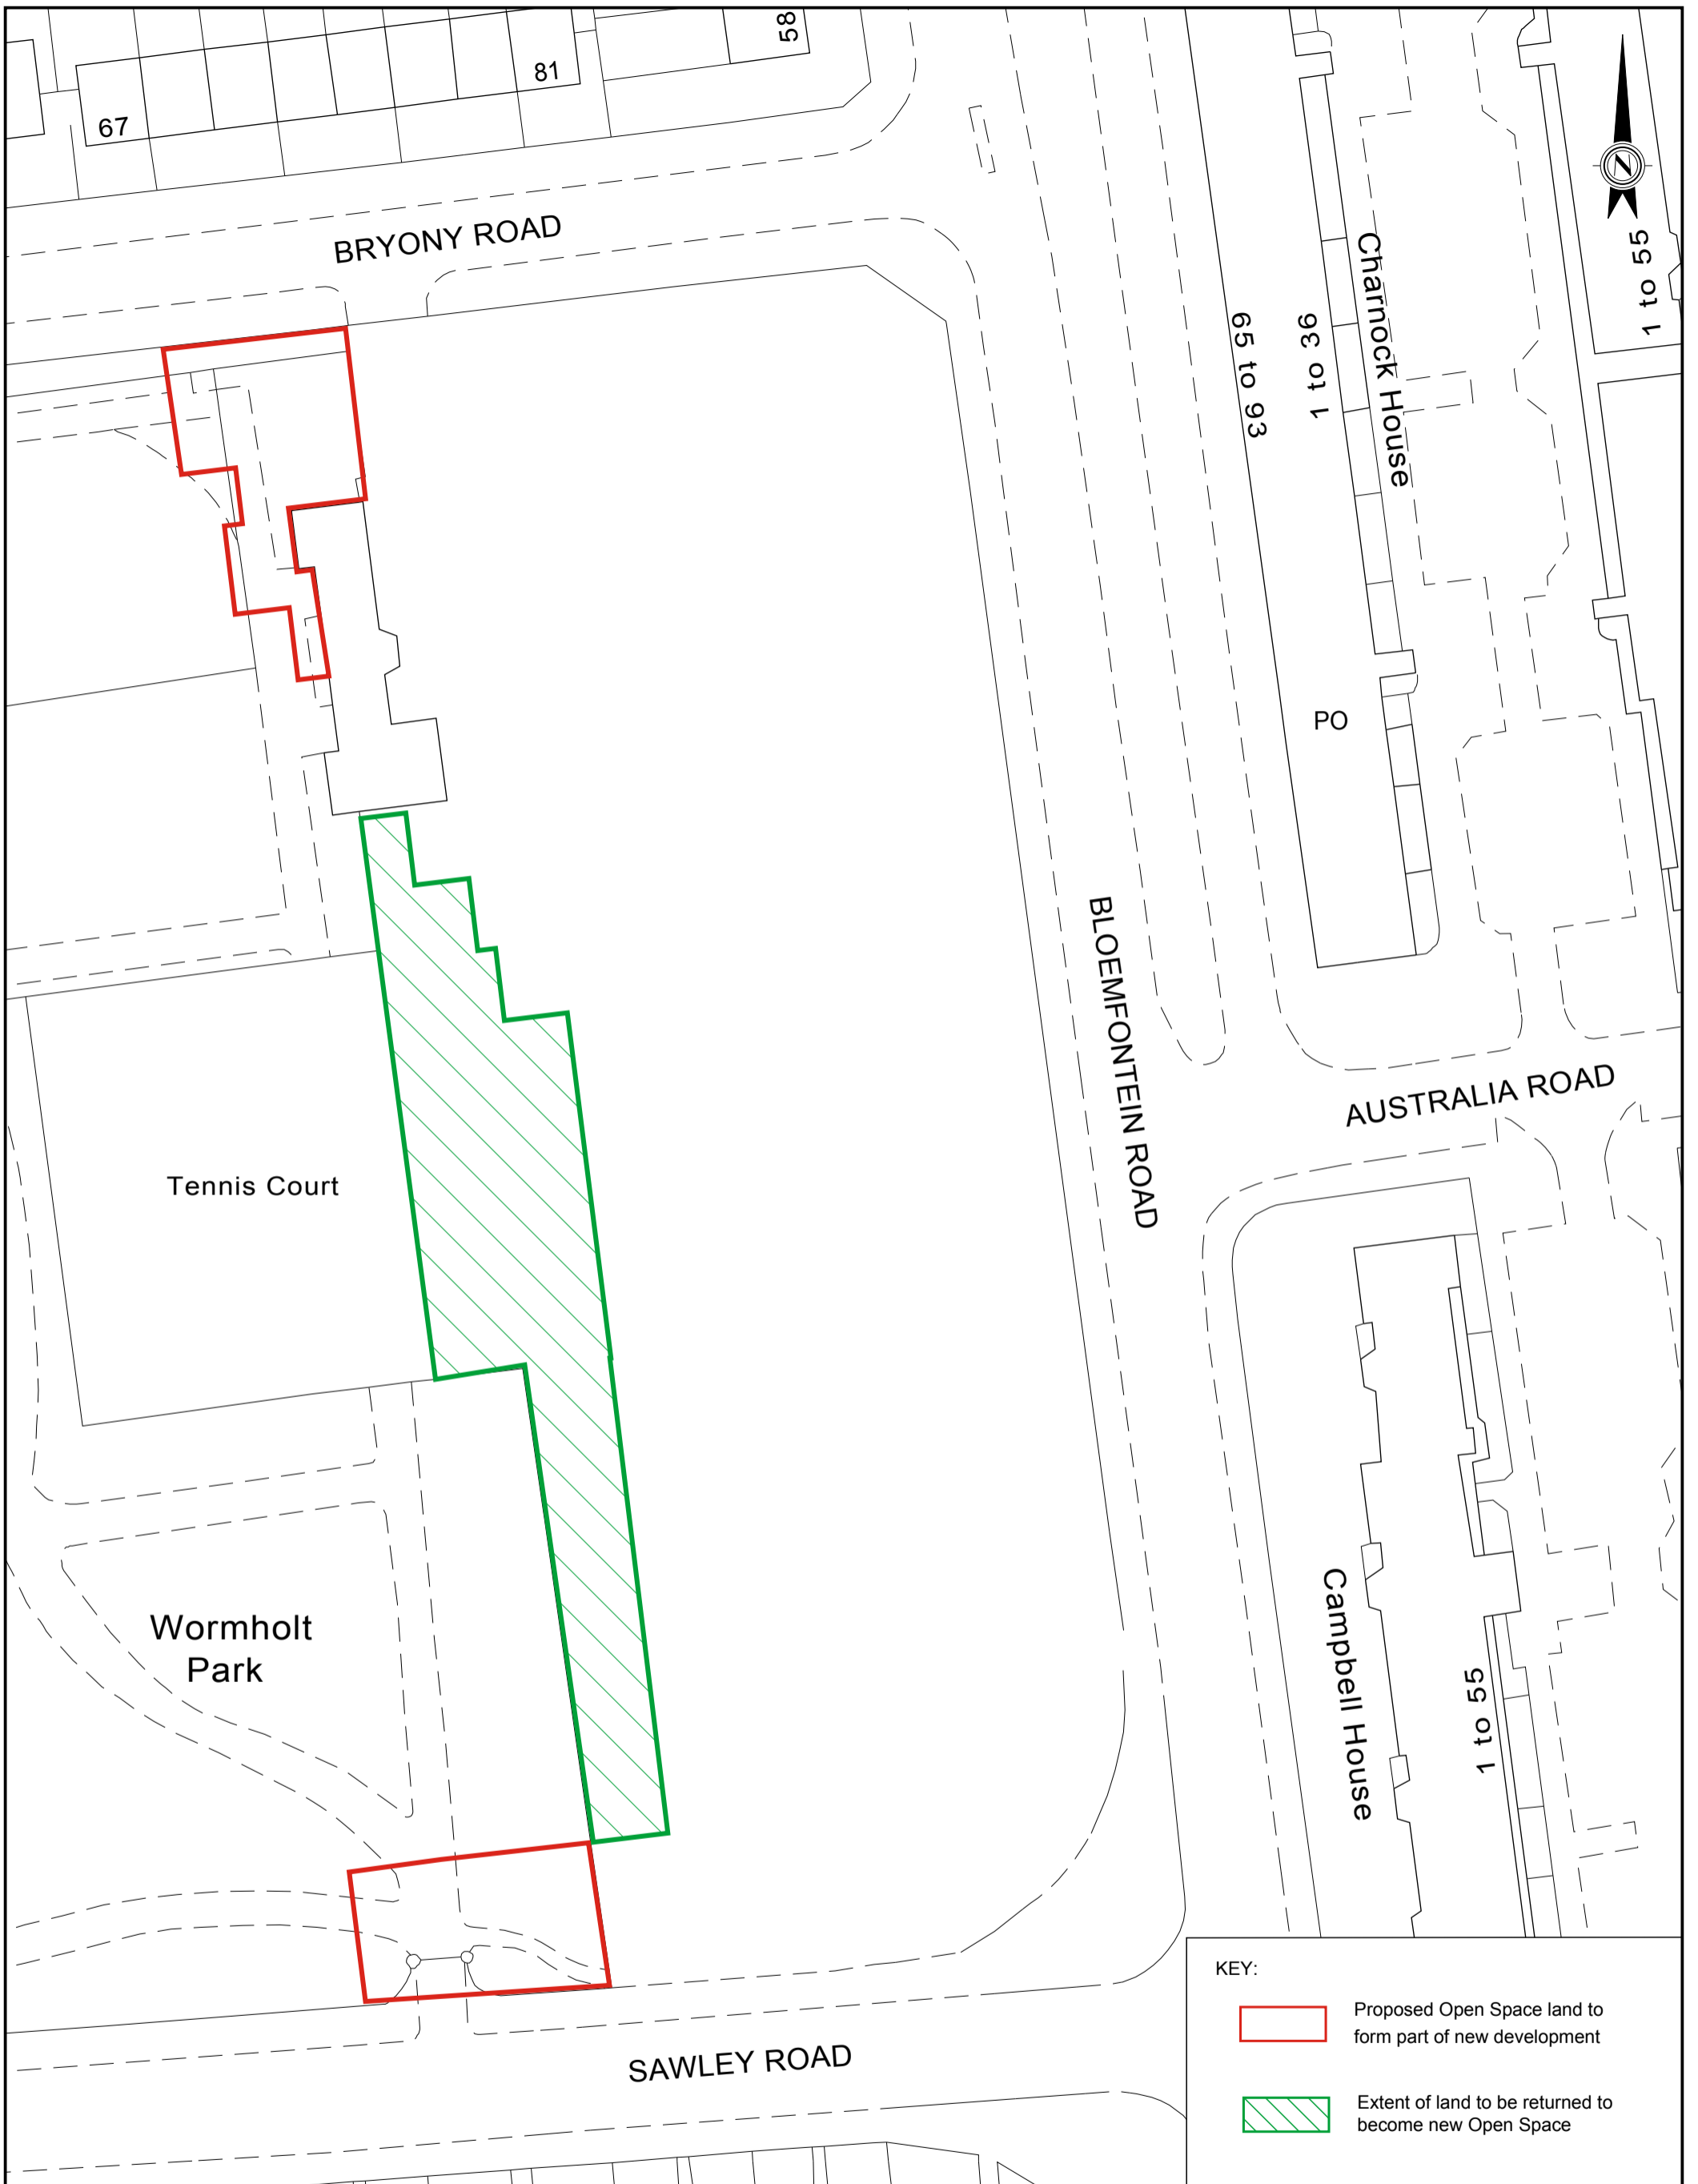 58
81
67
N
BRYONY ROAD
1 to 55
Charnock House
1 to 36
65 to 93
PO
BLOEMFONTEIN ROAD
AUSTRALIA ROAD
Tennis Court
Wormholt
Park
Campbell House
1 to 55
SAWLEY ROAD
KEY:
Proposed Open Space land to
form part of new development
Extent of land to be returned to
become new Open Space